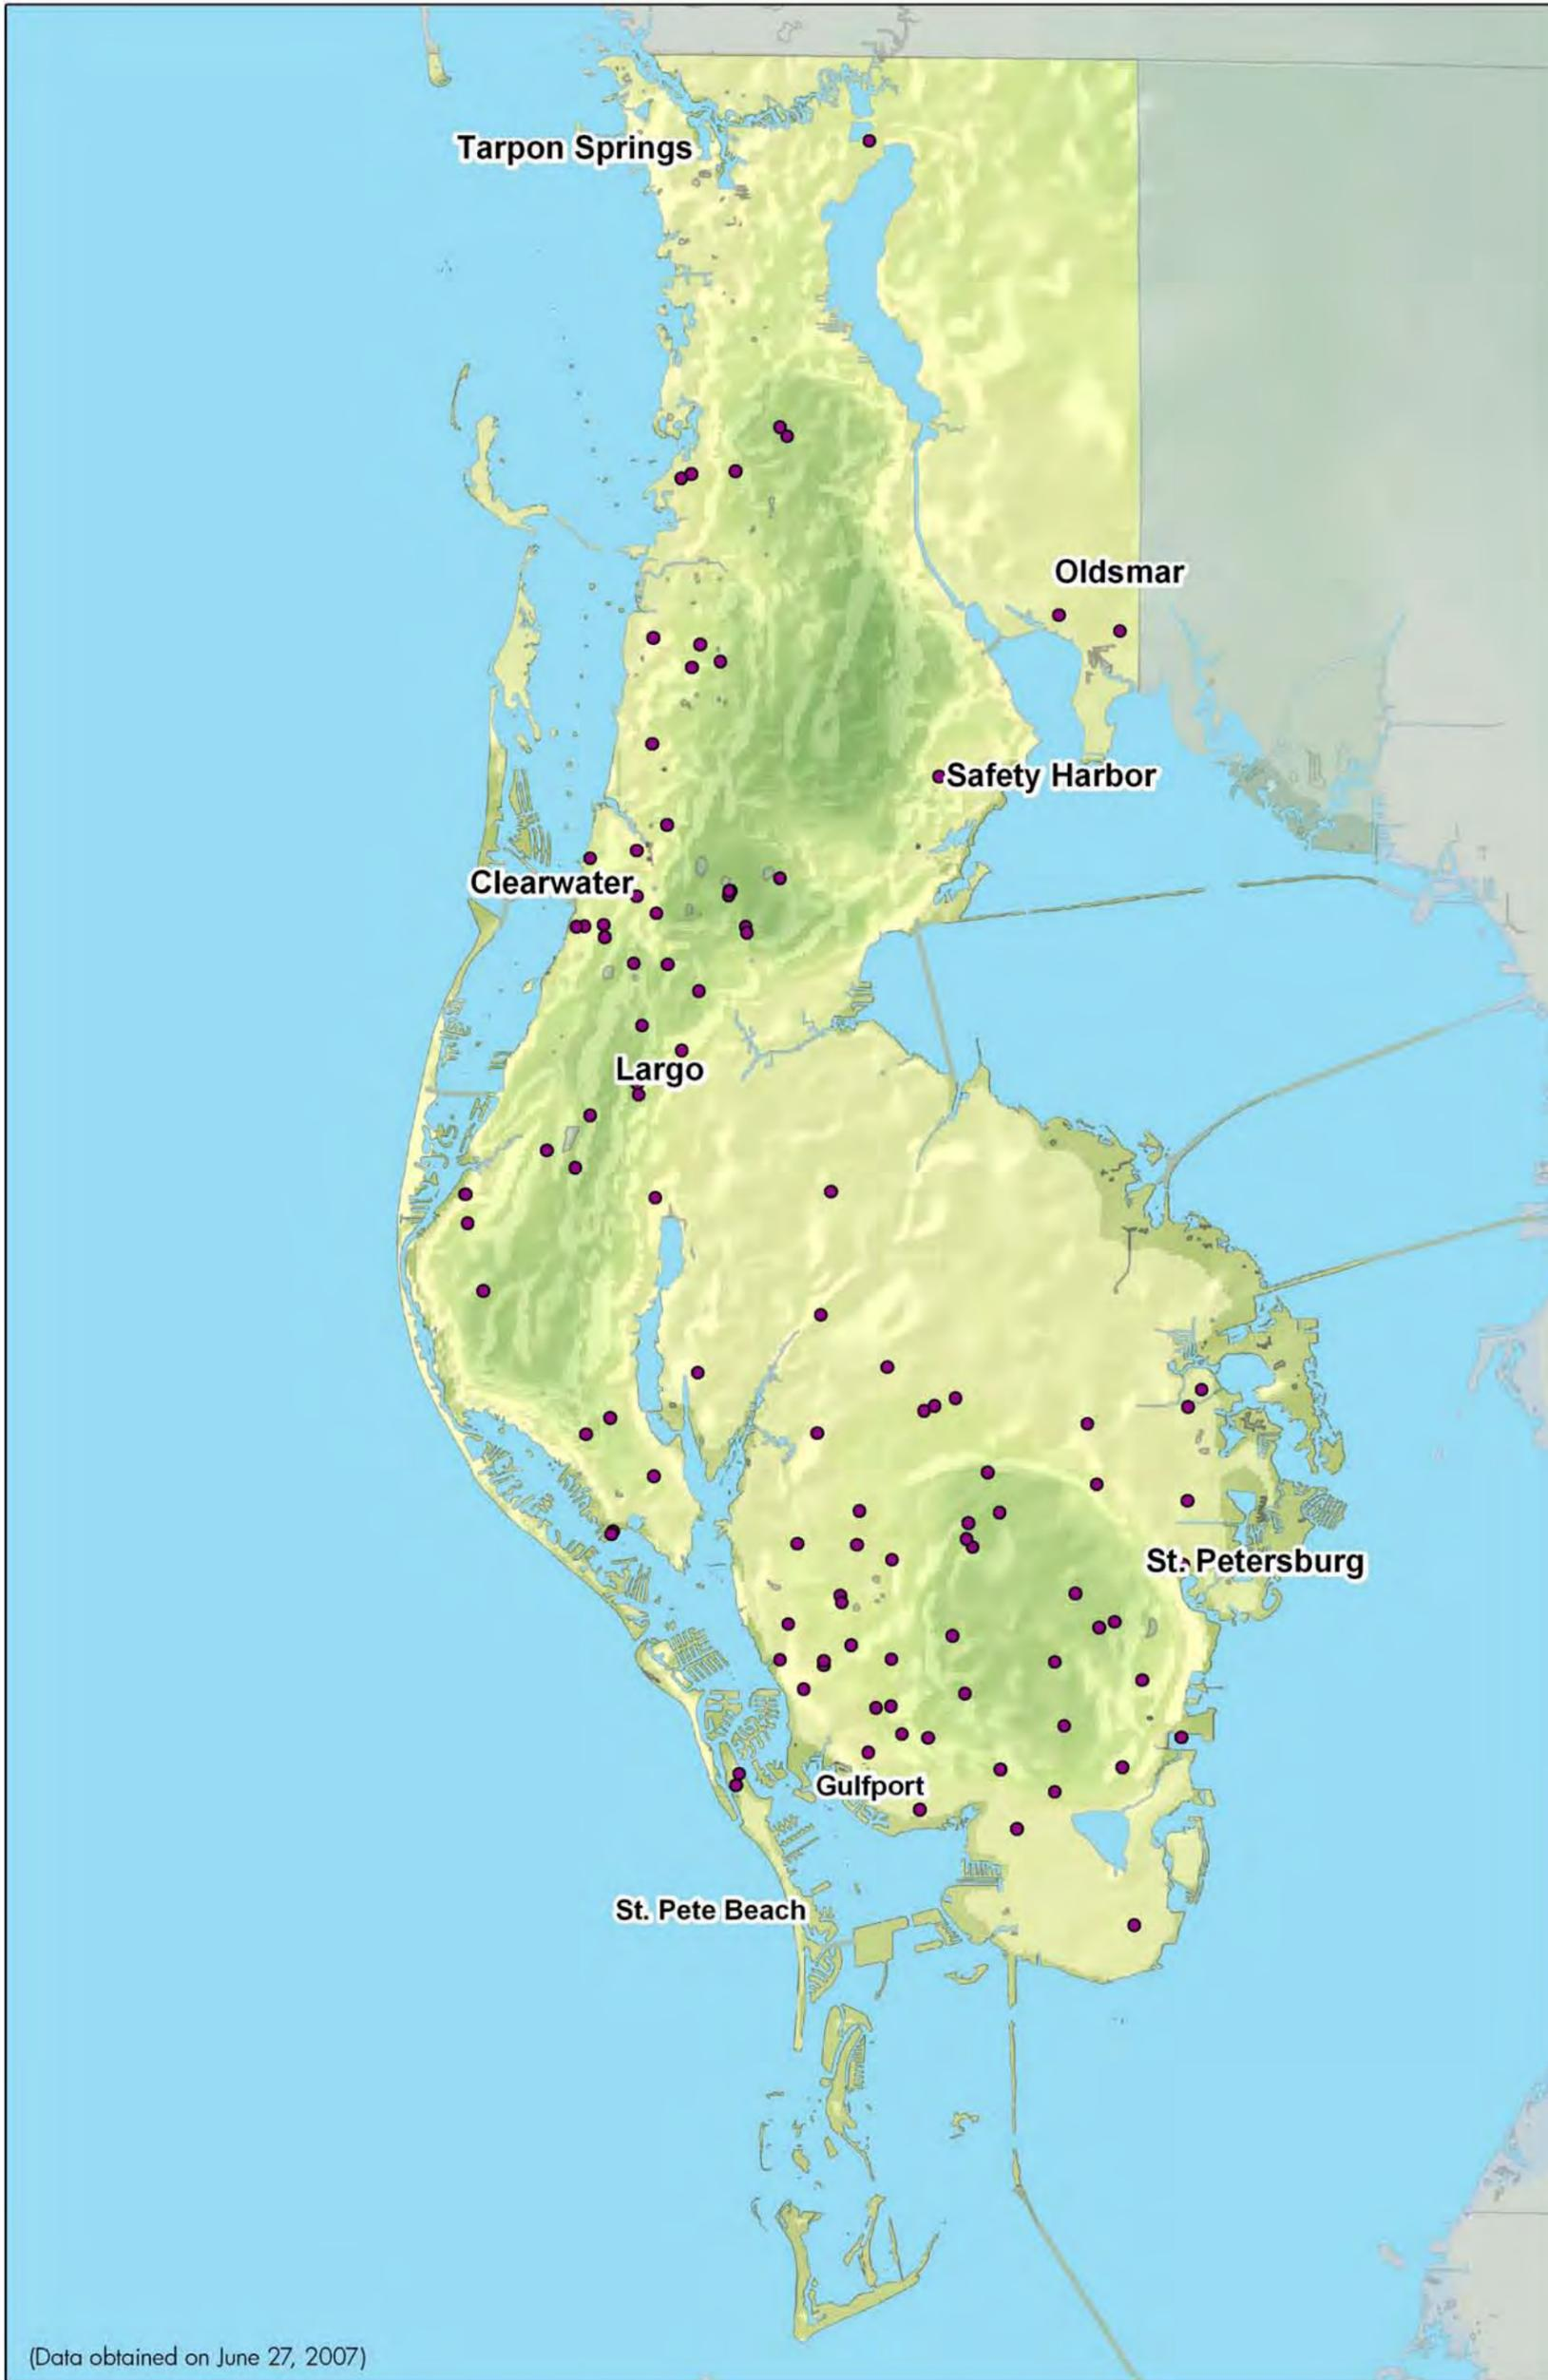 Tarpon Springs
Oldsmar
Safety Harbor
Clearwater
Largo
St. Petersburg
Gulfport
St. Pete Beach
(Data obtained on June 27, 2007)